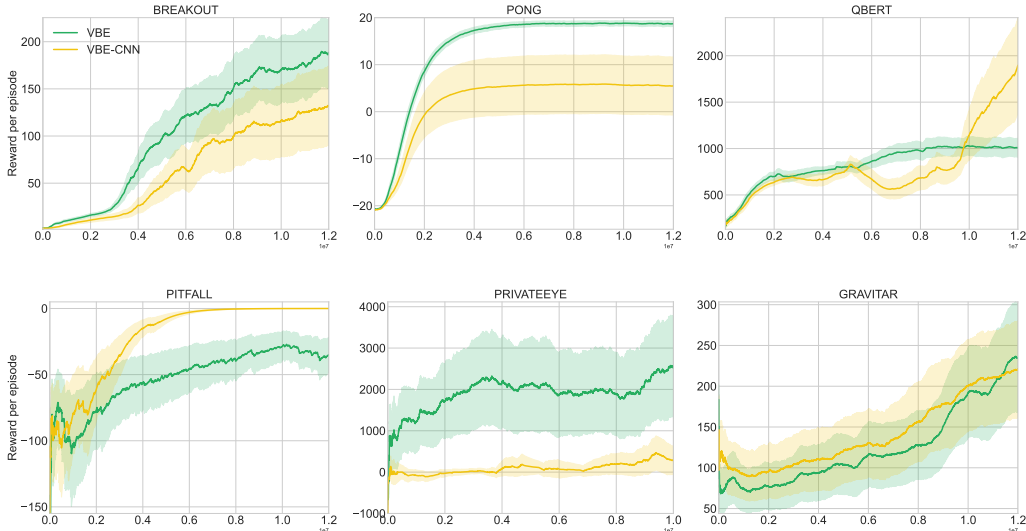 BREAKOUT
VBE
VBE-CNN
Reward per episode
200
150
100
50
0.0 0.2 0.4 0.6 0.8 1.0 1.2
1e7
PONG
20
10
0
−10
−20
0.0 0.2 0.4 0.6 0.8 1.0 1.2
1e7
QBERT
2000
1500
1000
500
0.0 0.2 0.4 0.6 0.8 1.0 1.2
1e7
PITFALL
Reward per episode
0
−50
−100
−150
0.0 0.2 0.4 0.6 0.8 1.0 1.2
1e7
PRIVATEEYE
4000
3000
2000
1000
0
−1000
0.0 0.2 0.4 0.6 0.8 1.0
1e7
GRAVITAR
300
250
200
150
100
50
0.0 0.2 0.4 0.6 0.8 1.0 1.2
1e7